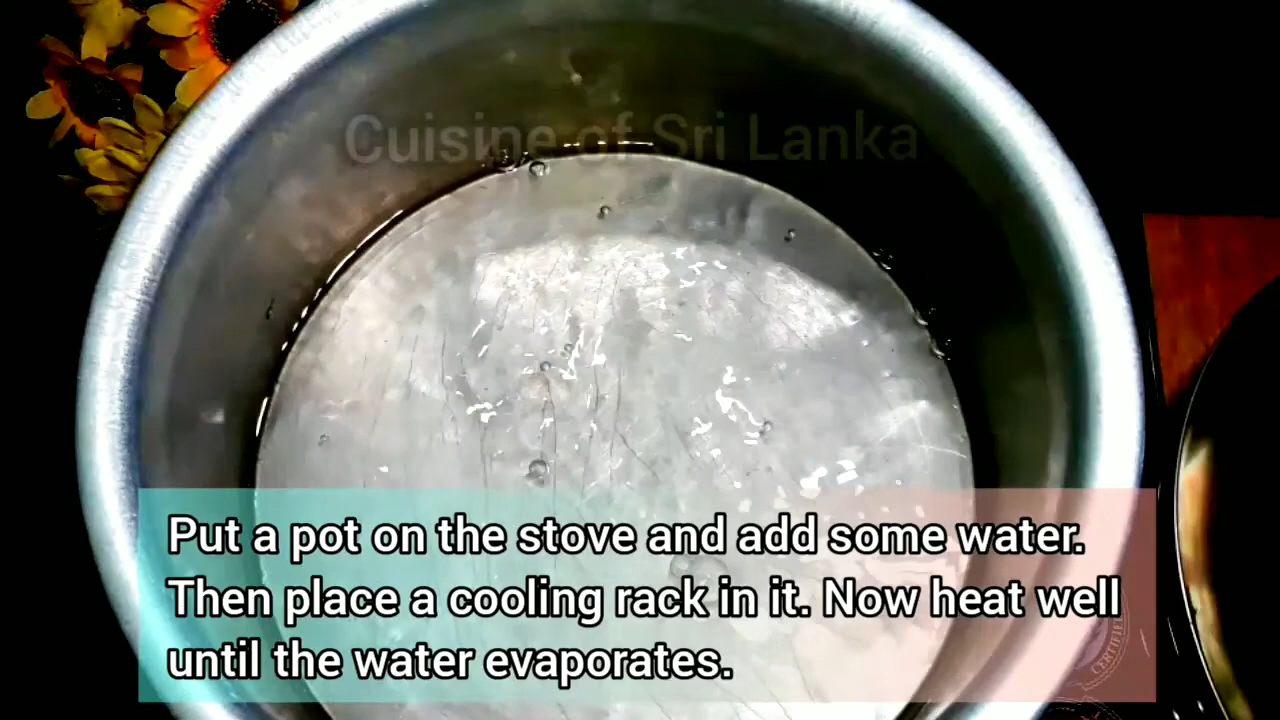 Cuisine of Sri Lanka
Put a pot on the stove and add some water.
Then place a cooling rack in it. Now heat well
until the water evaporates.
CERTIFIE